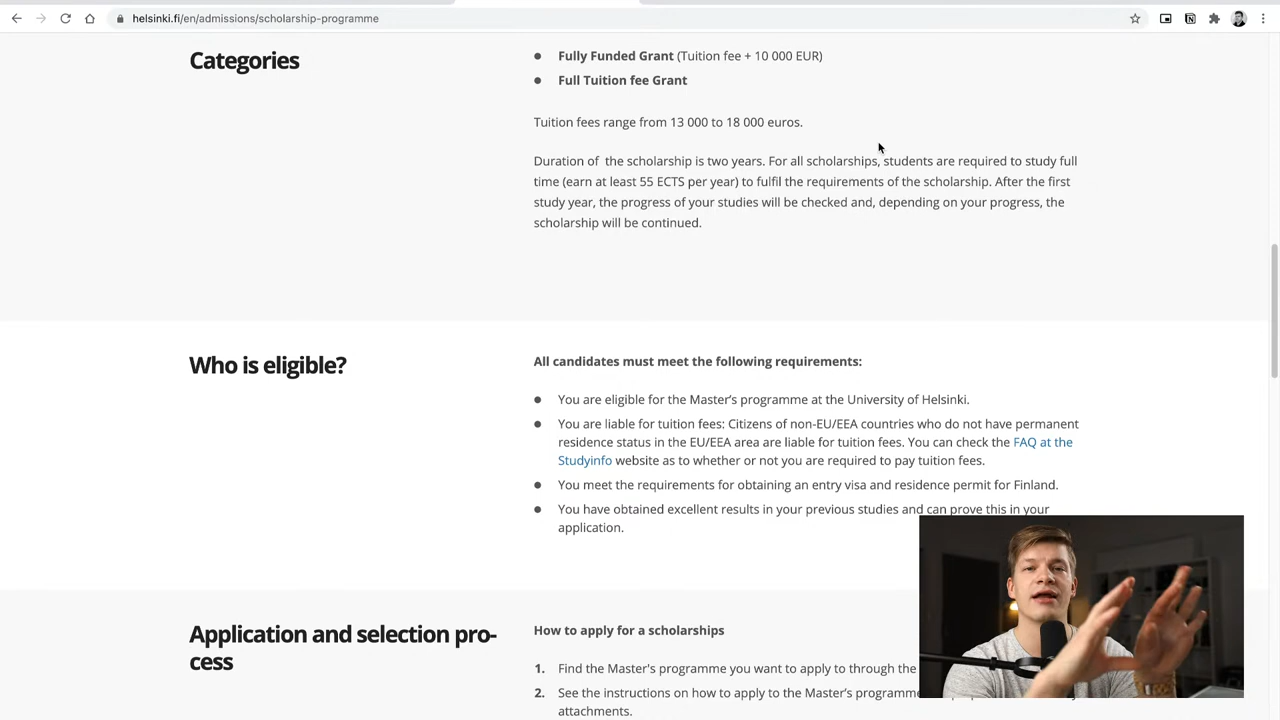 helsinki.fi/en/admissions/scholarship-programme
Categories
Fully Funded Grant (Tuition fee + 10 000 EUR)
Full Tuition fee Grant
Tuition fees range from 13 000 to 18 000 euros.
Duration of the scholarship is two years. For all scholarships, students are required to study full
time (earn at least 55 ECTS per year) to fulfil the requirements of the scholarship. After the first
study year, the progress of your studies will be checked and, depending on your progress, the
scholarship will be continued.
Who is eligible?
All candidates must meet the following requirements:
You are eligible for the Master's programme at the University of Helsinki.
You are liable for tuition fees: Citizens of non-EU/EEA countries who do not have permanent
residence status in the EU/EEA area are liable for tuition fees. You can check the FAQ at the
Studyinfo website as to whether or not you are required to pay tuition fees.
You meet the requirements for obtaining an entry visa and residence permit for Finland.
You have obtained excellent results in your previous studies and can prove this in your
application.
Application and selection pro-
cess
How to apply for a scholarships
1. Find the Master's programme you want to apply to through the
2. See the instructions on how to apply to the Master's programme
attachments.